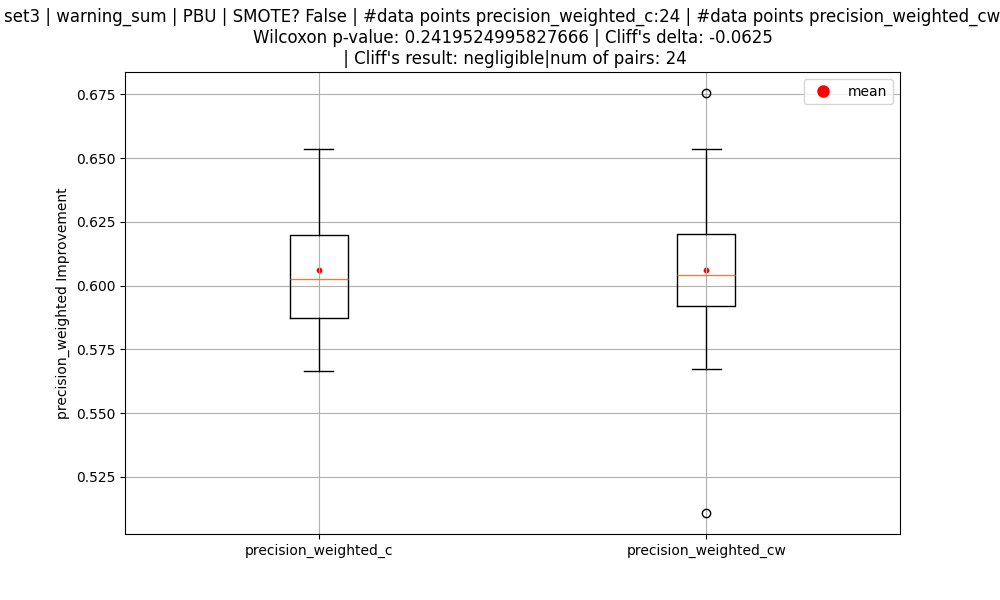 set3 | warning_sum | PBU | SMOTE? False | #data points precision_weighted_c:24 | #data points precision_weighted_cw
Wilcoxon p-value: 0.2419524995827666 | Cliff's delta: -0.0625
| Cliff's result: negligible|num of pairs: 24
mean
precision_weighted Improvement
0.675
0.650
0.625
0.600
0.575
0.550
0.525
precision_weighted_c
precision_weighted_cw